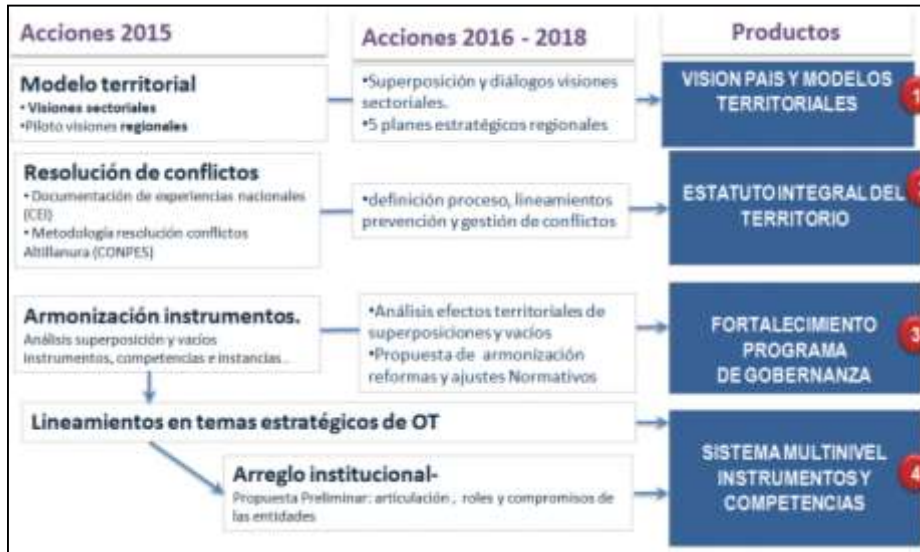 Acciones 2015
Acciones 2016 - 2018
Productos
Modelo territorial
• Visiones sectoriales
•Piloto visiones regionales
•Superposición y diálogos visiones
sectoriales.
•5 planes estratégicos regionales
VISION PAIS Y MODELOS
TERRITORIALES
1
Resolución de conflictos
• Documentación de experiencias nacionales
(CEI)
• Metodología resolución conflictos
Altillanura (CONPES)
•definición proceso, lineamientos
prevención y gestión de conflictos
ESTATUTO INTEGRAL DEL
TERRITORIO
2
Armonización instrumentos.
Análisis superposición y vacíos
instrumentos, competencias e instancias .
•Análisis efectos territoriales de
superposiciones y vacíos
•Propuesta de armonización
reformas y ajustes Normativos
FORTALECIMIENTO
PROGRAMA
DE GOBERNANZA
3
Lineamientos en temas estratégicos de OT
Arreglo institucional-
Propuesta Preliminar: articulación , roles y compromisos de
las entidades
SISTEMA MULTINIVEL
INSTRUMENTOS Y
COMPETENCIAS
4